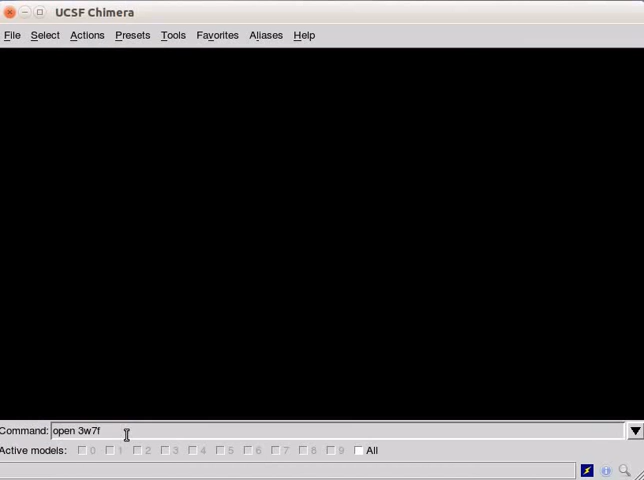 UCSF Chimera
File Select Actions Presets Tools Favorites Aliases Help
Command: open 3w7f
Active models: 0 1 2 3 4 5 6 7 8 9 All